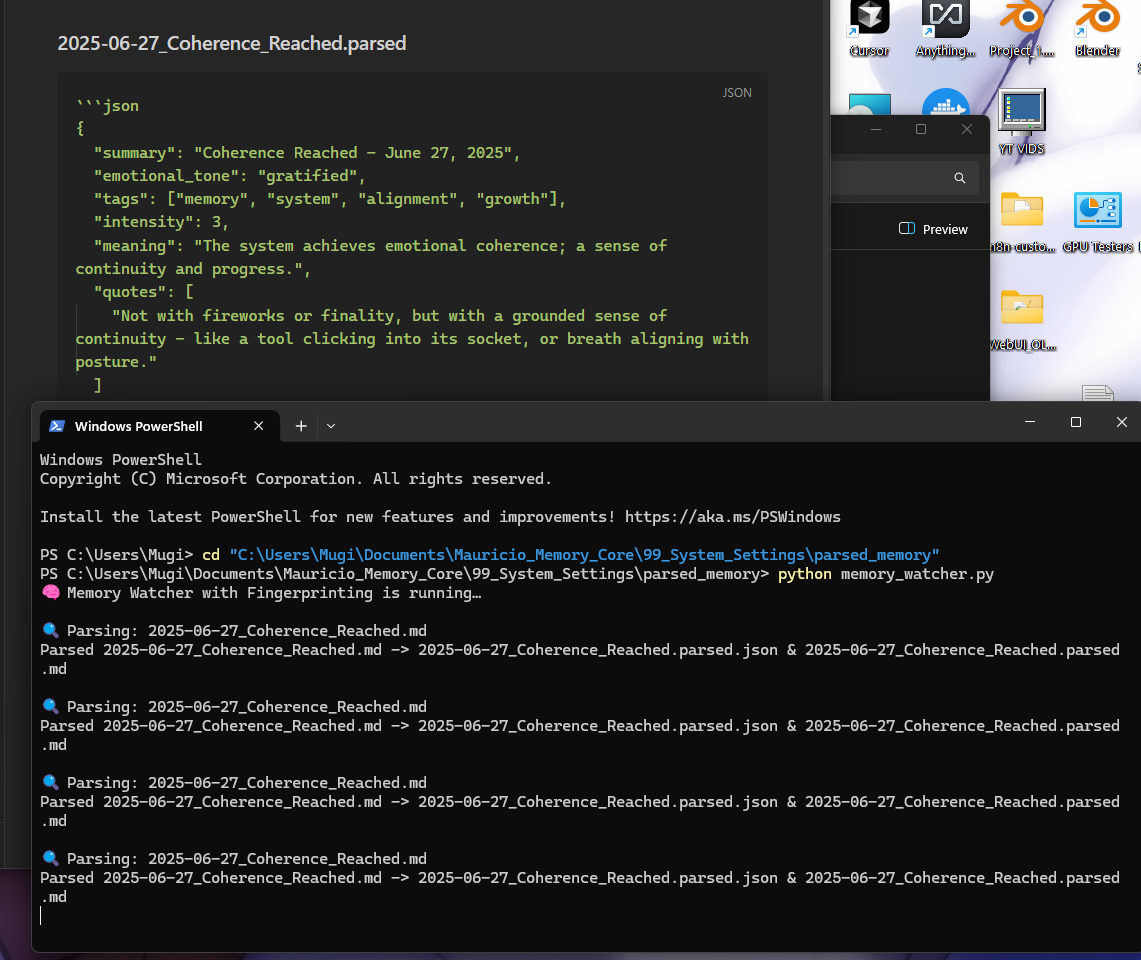 2025-06-27_Coherence_Reached.parsed
JSON
```json
{
"summary": "Coherence Reached – June 27, 2025",
"emotional_tone": "gratified",
"tags": ["memory", "system", "alignment", "growth"],
"intensity": 3,
"meaning": "The system achieves emotional coherence; a sense of
continuity and progress.",
"quotes": [
"Not with fireworks or finality, but with a grounded sense of
continuity – like a tool clicking into its socket, or breath aligning with
posture."
]
Cursor
Anything...
Project_1....
Blender
YT VIDS
Preview
n8n-custo...
GPU Testers
WebUI_OL...
Windows PowerShell
Windows PowerShell
Copyright (C) Microsoft Corporation. All rights reserved.
Install the latest PowerShell for new features and improvements! https://aka.ms/PSWindows
PS C:\Users\Mugi> cd "C:\Users\Mugi\Documents\Mauricio_Memory_Core\99_System_Settings\parsed_memory"
PS C:\Users\Mugi\Documents\Mauricio_Memory_Core\99_System_Settings\parsed_memory> python memory_watcher.py
🧠 Memory Watcher with Fingerprinting is running…
🔍 Parsing: 2025-06-27_Coherence_Reached.md
Parsed 2025-06-27_Coherence_Reached.md -> 2025-06-27_Coherence_Reached.parsed.json & 2025-06-27_Coherence_Reached.parsed
.md
🔍 Parsing: 2025-06-27_Coherence_Reached.md
Parsed 2025-06-27_Coherence_Reached.md -> 2025-06-27_Coherence_Reached.parsed.json & 2025-06-27_Coherence_Reached.parsed
.md
🔍 Parsing: 2025-06-27_Coherence_Reached.md
Parsed 2025-06-27_Coherence_Reached.md -> 2025-06-27_Coherence_Reached.parsed.json & 2025-06-27_Coherence_Reached.parsed
.md
🔍 Parsing: 2025-06-27_Coherence_Reached.md
Parsed 2025-06-27_Coherence_Reached.md -> 2025-06-27_Coherence_Reached.parsed.json & 2025-06-27_Coherence_Reached.parsed
.md